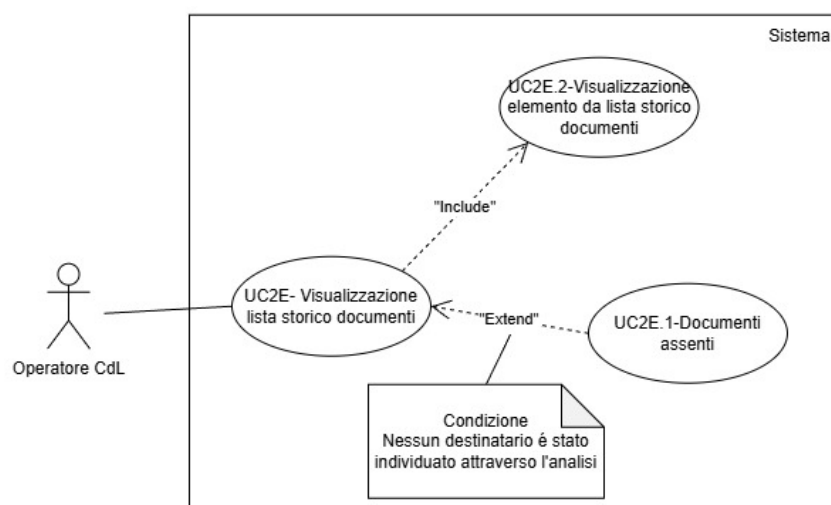 Sistema
UC2E.2-Visualizzazione
elemento da lista storico
documenti
"Include"
UC2E- Visualizzazione
lista storico documenti
"Extend"
UC2E.1-Documenti
assenti
Operatore CdL
Condizione
Nessun destinatario é stato
individuato attraverso l'analisi